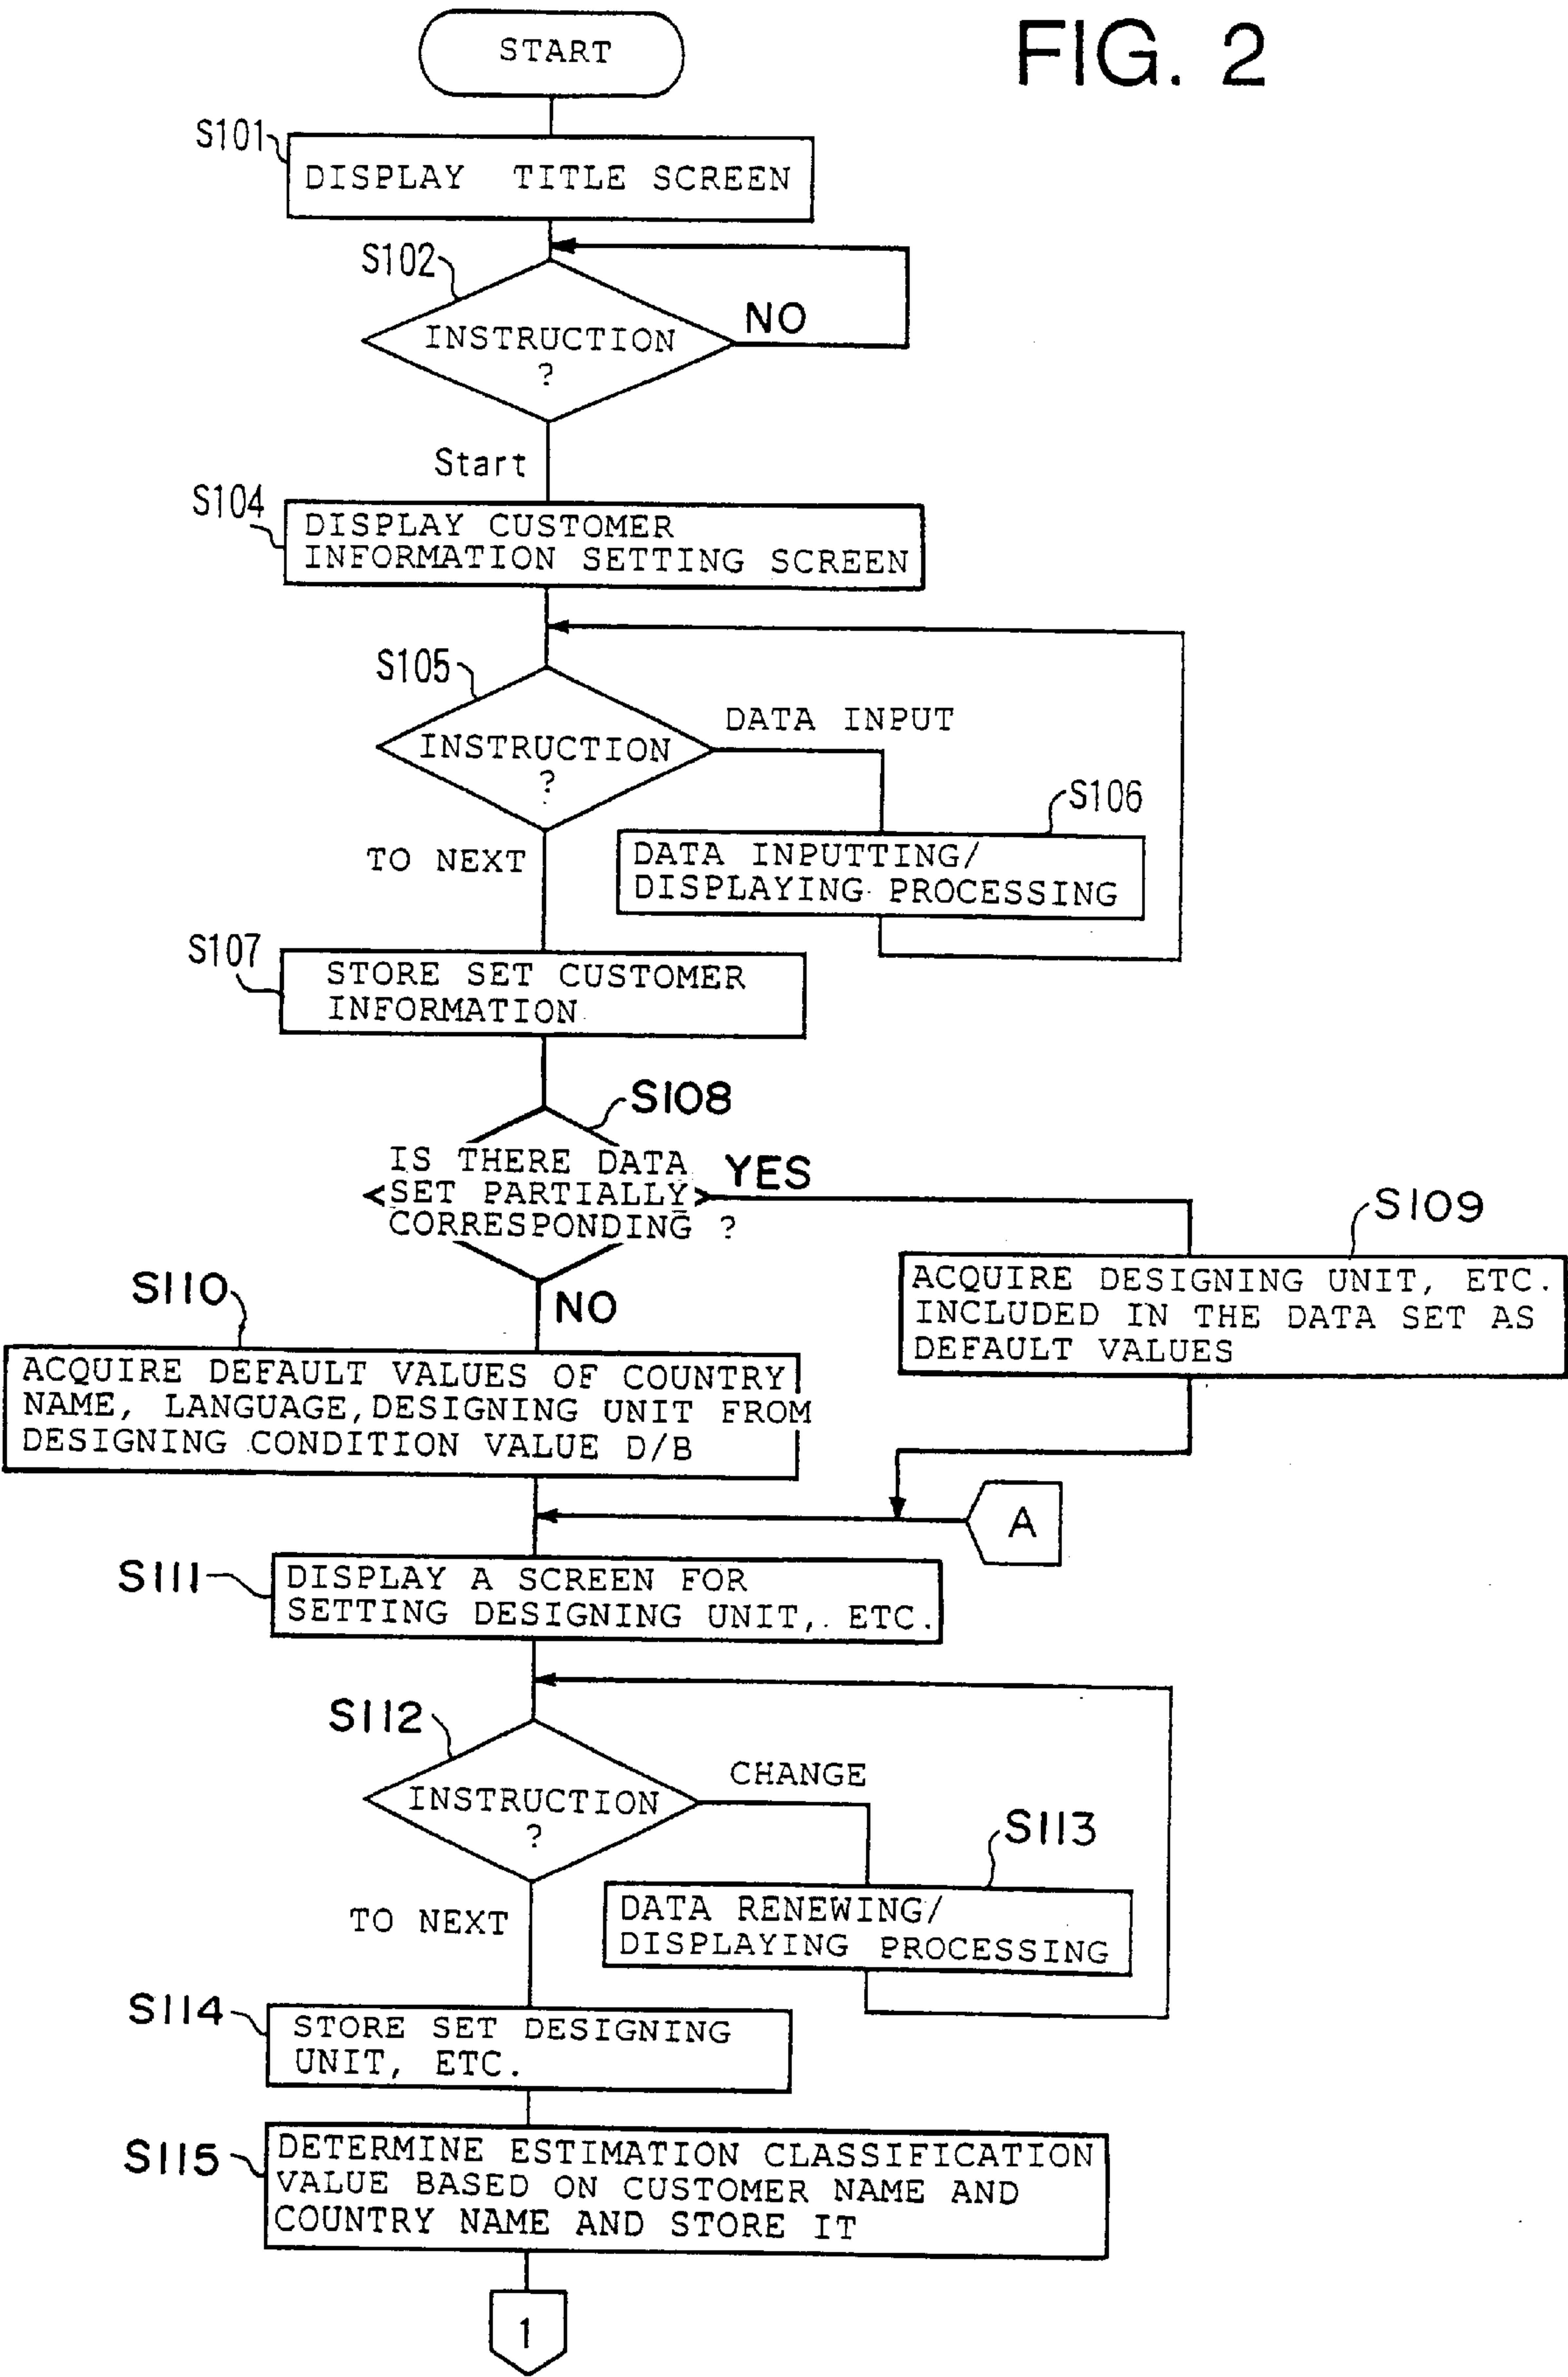 FIG. 2
START
S101
DISPLAY TITLE SCREEN
S102
INSTRUCTION
?
NO
Start
S104
DISPLAY CUSTOMER
INFORMATION SETTING SCREEN
S105
INSTRUCTION
?
DATA INPUT
S106
DATA INPUTTING/
DISPLAYING PROCESSING
TO NEXT
S107
STORE SET CUSTOMER
INFORMATION
S108
IS THERE DATA
SET PARTIALLY
CORRESPONDING ?
YES
S109
ACQUIRE DESIGNING UNIT, ETC.
INCLUDED IN THE DATA SET AS
DEFAULT VALUES
NO
S110
ACQUIRE DEFAULT VALUES OF COUNTRY
NAME, LANGUAGE, DESIGNING UNIT FROM
DESIGNING CONDITION VALUE D/B
A
S111
DISPLAY A SCREEN FOR
SETTING DESIGNING UNIT, ETC.
S112
INSTRUCTION
?
CHANGE
S113
DATA RENEWING/
DISPLAYING PROCESSING
TO NEXT
S114
STORE SET DESIGNING
UNIT, ETC.
S115
DETERMINE ESTIMATION CLASSIFICATION
VALUE BASED ON CUSTOMER NAME AND
COUNTRY NAME AND STORE IT
1